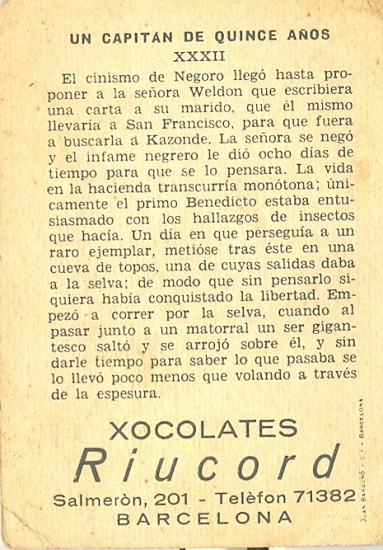 UN CAPITÁN DE QUINCE AÑOS
XXXII
El cinismo de Negoro llegó hasta pro-
poner a la señora Weldon que escribiera
una carta a su marido, que él mismo
llevaría a San Francisco, para que fuera
a buscarla á Kazonde. La señora se negó
y el infame negrero le dió ocho días de
tiempo para que se lo pensara. La vida
en la hacienda transcurría monótona; úni-
camente el primo Benedicto estaba entu-
siasmado con los hallazgos de insectos
que hacía. Un día en que perseguía a un
raro ejemplar, metióse tras éste en una
cueva de topos, una de cuyas salidas daba
a la selva; de modo que sin pensarlo si-
quiera había conquistado la libertad. Em-
pezó a correr por la selva, cuando al
pasar junto a un matorral un ser gigan-
tesco saltó y se arrojó sobre él, y sin
darle tiempo para saber lo que pasaba se
lo llevó poco menos que volando a través
de la espesura.
XOCOLATES
Riucord
Salmeròn, 201 - Telèfon 71382
BARCELONA
BARCELONA